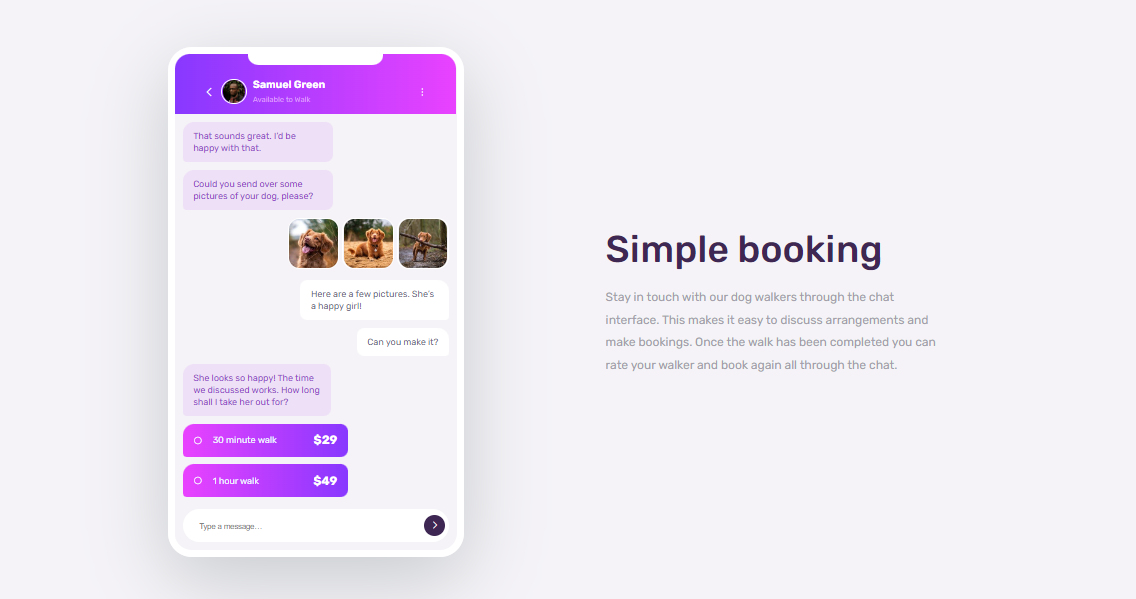 Samuel Green
Available to Walk
That sounds great. I'd be
happy with that.
Could you send over some
pictures of your dog, please?
Here are a few pictures. She's
a happy girl!
Can you make it?
She looks so happy! The time
we discussed works. How long
shall I take her out for?
30 minute walk $29
1 hour walk $49
Type a message...
Simple booking
Stay in touch with our dog walkers through the chat
interface. This makes it easy to discuss arrangements and
make bookings. Once the walk has been completed you can
rate your walker and book again all through the chat.